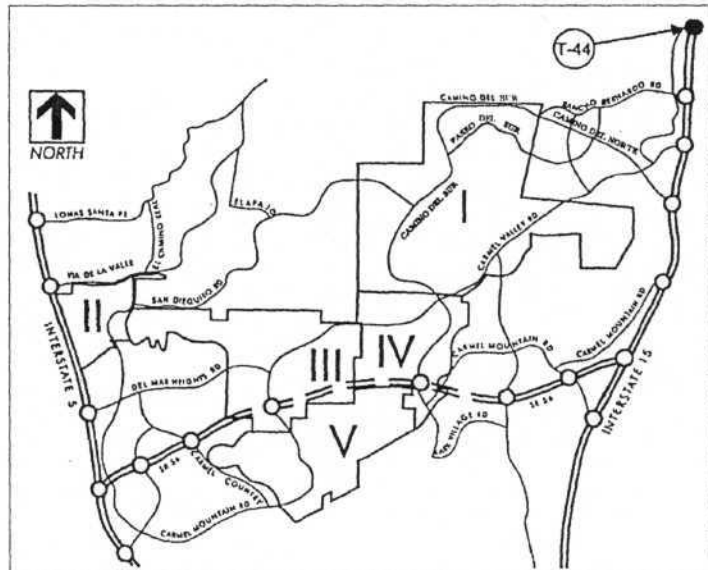 T-44
NORTH
CAMINO DEL SUR
RANCHO BERNARDO RD
PASEO DEL SUR
CAMINO DEL NORTE
LOMAS SANTA FE
EL CAMINO REAL
EL APAJO
CAMINO DEL SUR
I
CARMEL VALLEY RD
VIA DE LA VALLE
SAN DIEGUITO RD
II
III
IV
INTERSTATE 5
DEL MAR HEIGHTS RD
CARMEL MOUNTAIN RD
CARMEL MOUNTAIN RD
SR 56
INTERSTATE 15
VILLAGE RD
V
SR 56
CARMEL COUNTRY
CARMEL MOUNTAIN RD